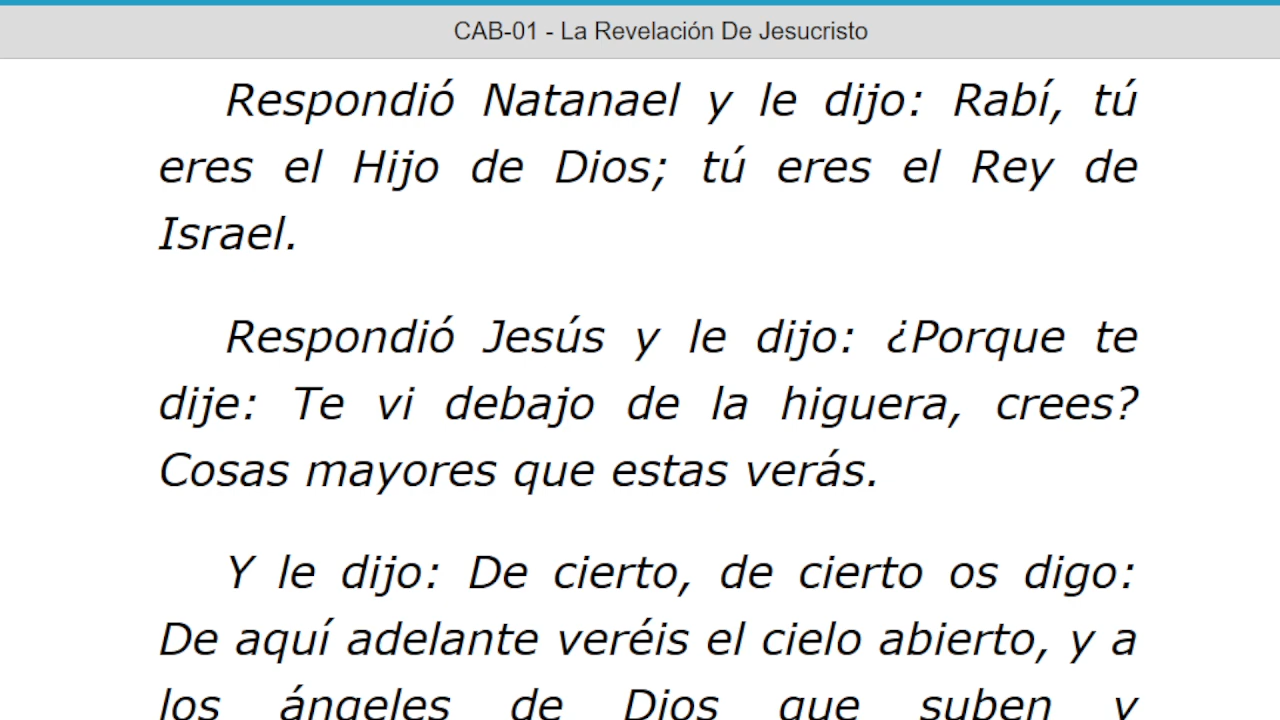 CAB-01 - La Revelación De Jesucristo
Respondió Natanael y le dijo: Rabí, tú
eres el Hijo de Dios; tú eres el Rey de
Israel.
Respondió Jesús y le dijo: ¿Porque te
dije: Te vi debajo de la higuera, crees?
Cosas mayores que estas verás.
Y le dijo: De cierto, de cierto os digo:
De aquí adelante veréis el cielo abierto, y a
los ángeles de Dios que suben y